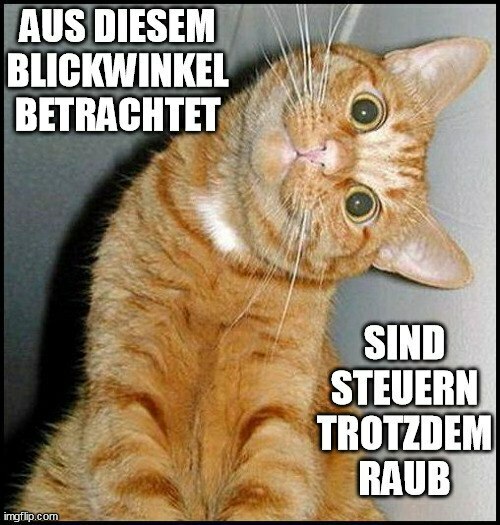 AUS DIESEM
BLICKWINKEL
BETRACHTET
SIND
STEUERN
TROTZDEM
RAUB
imgflip.com